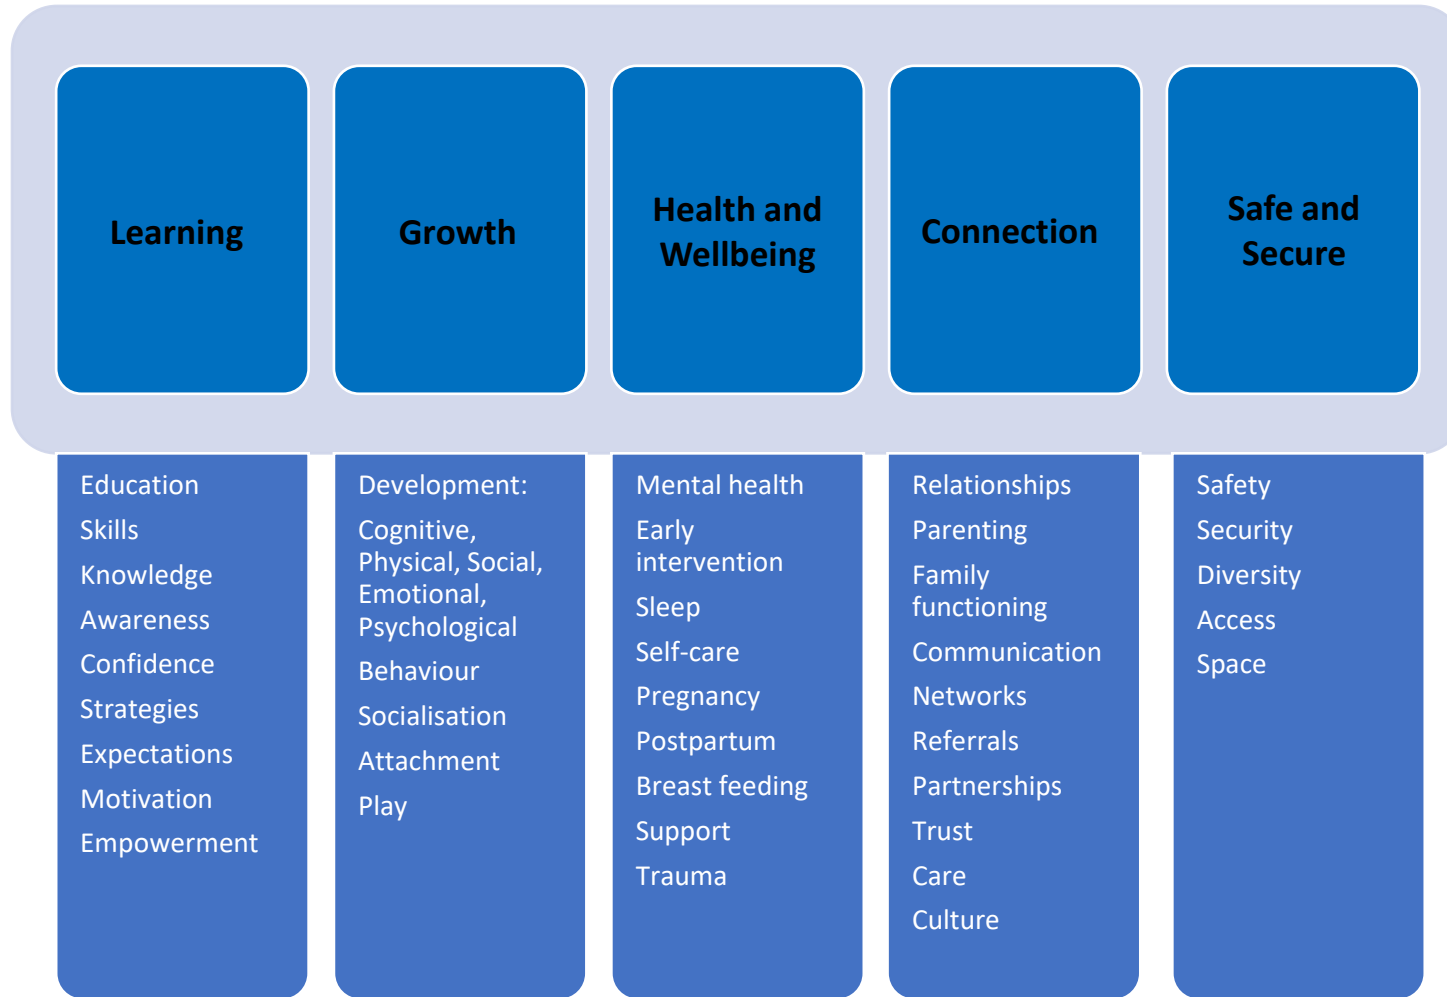 Learning
Growth
Health and
Wellbeing
Connection
Safe and
Secure
Education
Skills
Knowledge
Awareness
Confidence
Strategies
Expectations
Motivation
Empowerment
Development:
Cognitive,
Physical, Social,
Emotional,
Psychological
Behaviour
Socialisation
Attachment
Play
Mental health
Early
intervention
Sleep
Self-care
Pregnancy
Postpartum
Breast feeding
Support
Trauma
Relationships
Parenting
Family
functioning
Communication
Networks
Referrals
Partnerships
Trust
Care
Culture
Safety
Security
Diversity
Access
Space